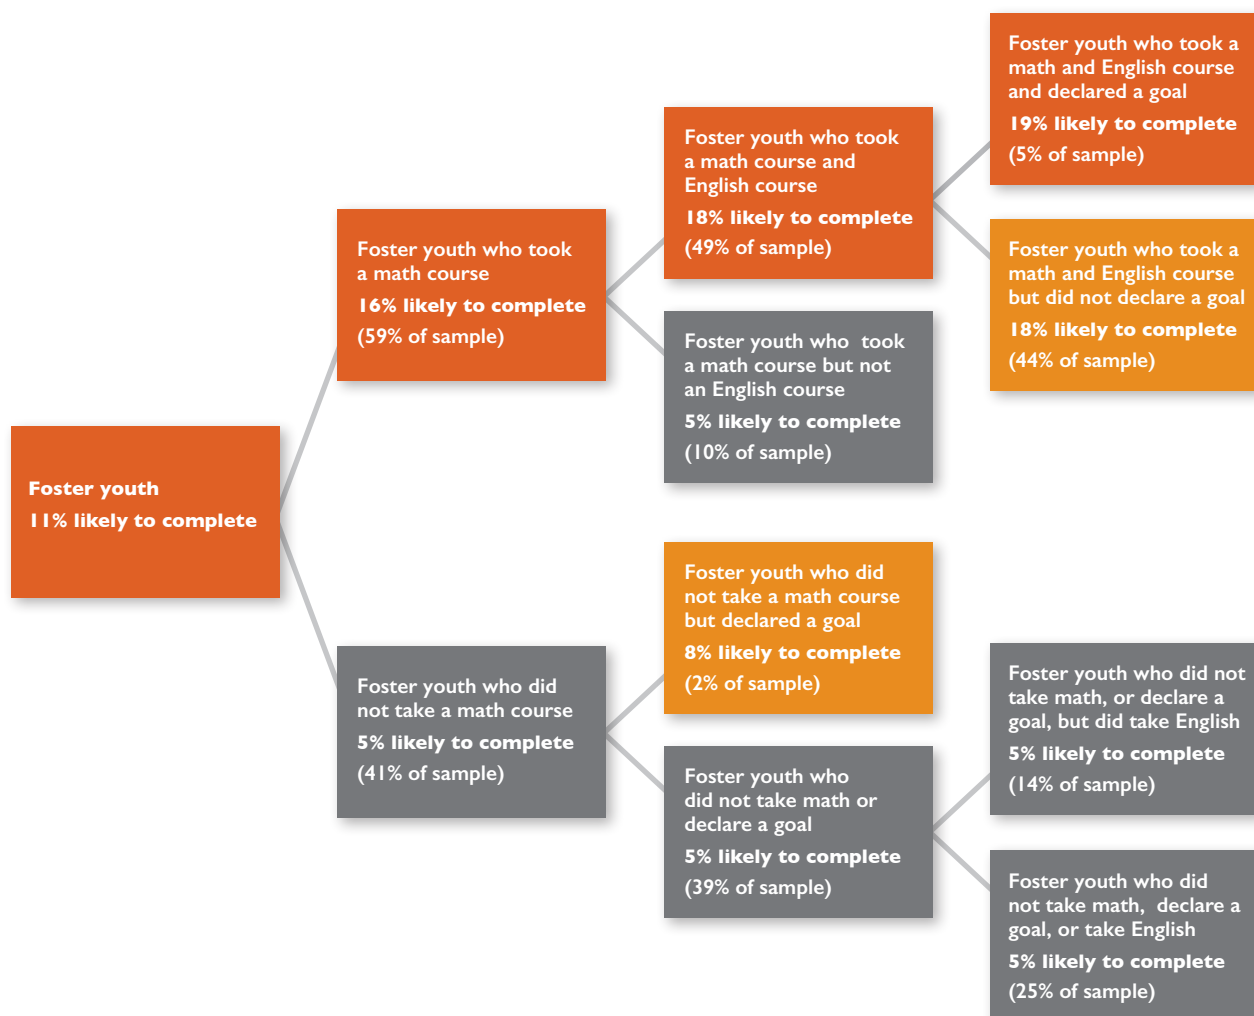 Foster youth
11% likely to complete
Foster youth who took
a math course
16% likely to complete
(59% of sample)
Foster youth who did
not take a math course
5% likely to complete
(41% of sample)
Foster youth who took
a math course and
English course
18% likely to complete
(49% of sample)
Foster youth who took
a math course but not
an English course
5% likely to complete
(10% of sample)
Foster youth who did
not take a math course
but declared a goal
8% likely to complete
(2% of sample)
Foster youth who
did not take math or
declare a goal
5% likely to complete
(39% of sample)
Foster youth who took a
math and English course
and declared a goal
19% likely to complete
(5% of sample)
Foster youth who took a
math and English course
but did not declare a goal
18% likely to complete
(44% of sample)
Foster youth who did not
take math, or declare a
goal, but did take English
5% likely to complete
(14% of sample)
Foster youth who did
not take math, declare a
goal, or take English
5% likely to complete
(25% of sample)